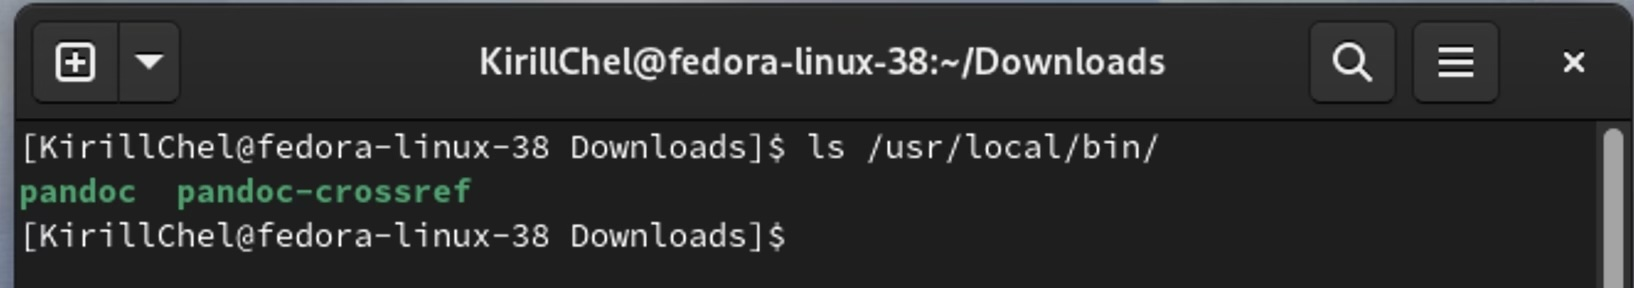 KirillChel@fedora-linux-38:~/Downloads
[KirillChel@fedora-linux-38 Downloads]$ ls /usr/local/bin/
pandoc  pandoc-crossref
[KirillChel@fedora-linux-38 Downloads]$